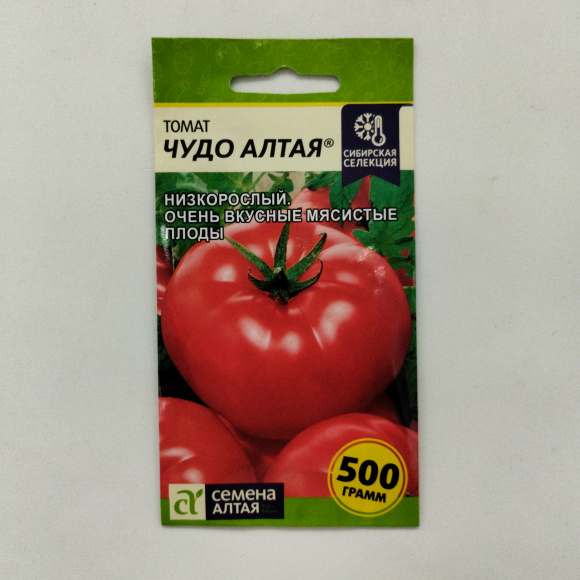 ТОМАТ
ЧУДО АЛТАЯ®
СИБИРСКАЯ
СЕЛЕКЦИЯ
НИЗКОРОСЛЫЙ.
ОЧЕНЬ ВКУСНЫЕ МЯСИСТЫЕ
ПЛОДЫ
500
ГРАММ
семена
АЛТАЯ